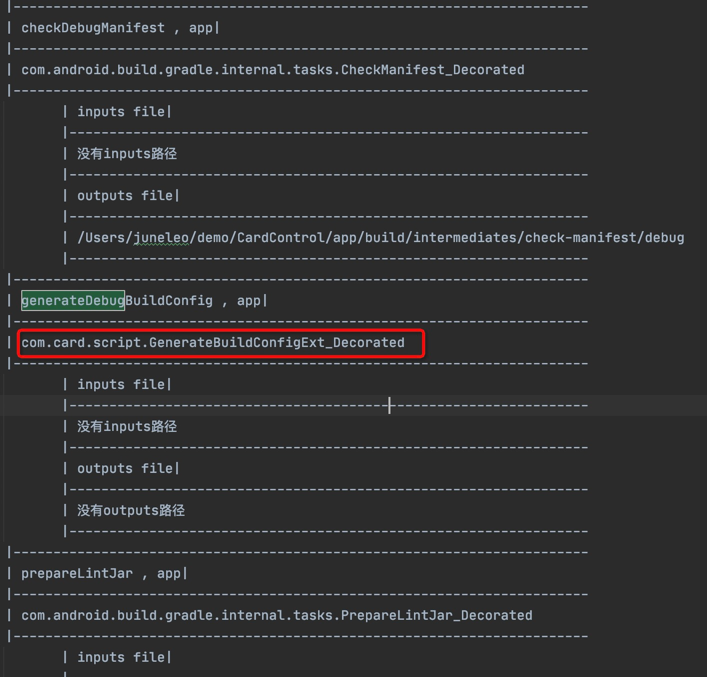 |--------------------------------------------------------------------
| checkDebugManifest , app|
|--------------------------------------------------------------------
| com.android.build.gradle.internal.tasks.CheckManifest_Decorated
|--------------------------------------------------------------------
| inputs file|
|-------------------------------------------------------------
| 没有inputs路径
|-------------------------------------------------------------
| outputs file|
|-------------------------------------------------------------
| /Users/juneleo/demo/CardControl/app/build/intermediates/check-manifest/debug
|-------------------------------------------------------------
|--------------------------------------------------------------------
| generateDebugBuildConfig , app|
|--------------------------------------------------------------------
| com.card.script.GenerateBuildConfigExt_Decorated
|--------------------------------------------------------------------
| inputs file|
|-------------------------------------------------------------
| 没有inputs路径
|-------------------------------------------------------------
| outputs file|
|-------------------------------------------------------------
| 没有outputs路径
|-------------------------------------------------------------
|--------------------------------------------------------------------
| prepareLintJar , app|
|--------------------------------------------------------------------
| com.android.build.gradle.internal.tasks.PrepareLintJar_Decorated
|--------------------------------------------------------------------
| inputs file|